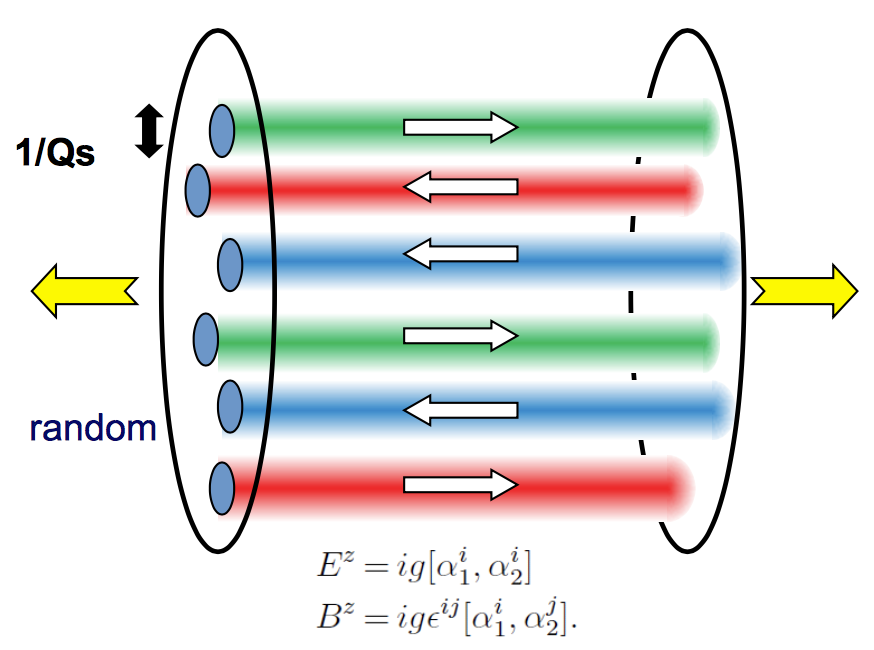 1/Qs
random
E^z = ig[α_1^i, α_2^i]
B^z = igϵ^{ij}[α_1^i, α_2^j].